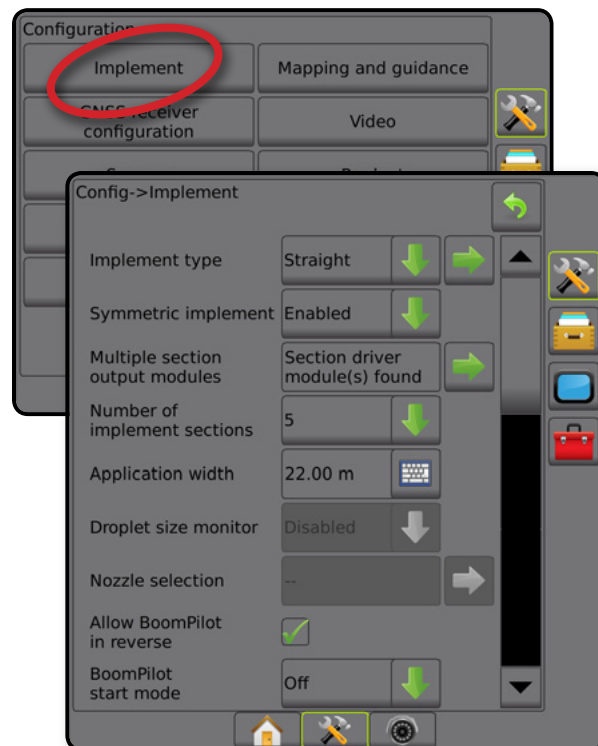 Configuration
Implement
Mapping and guidance
GNSS receiver
configuration
Video
Config->Implement
Implement type
Straight
Symmetric implement
Enabled
Multiple section
output modules
Section driver
module(s) found
Number of
implement sections
5
Application width
22.00 m
Droplet size monitor
Disabled
Nozzle selection
--
Allow BoomPilot
in reverse
BoomPilot
start mode
Off